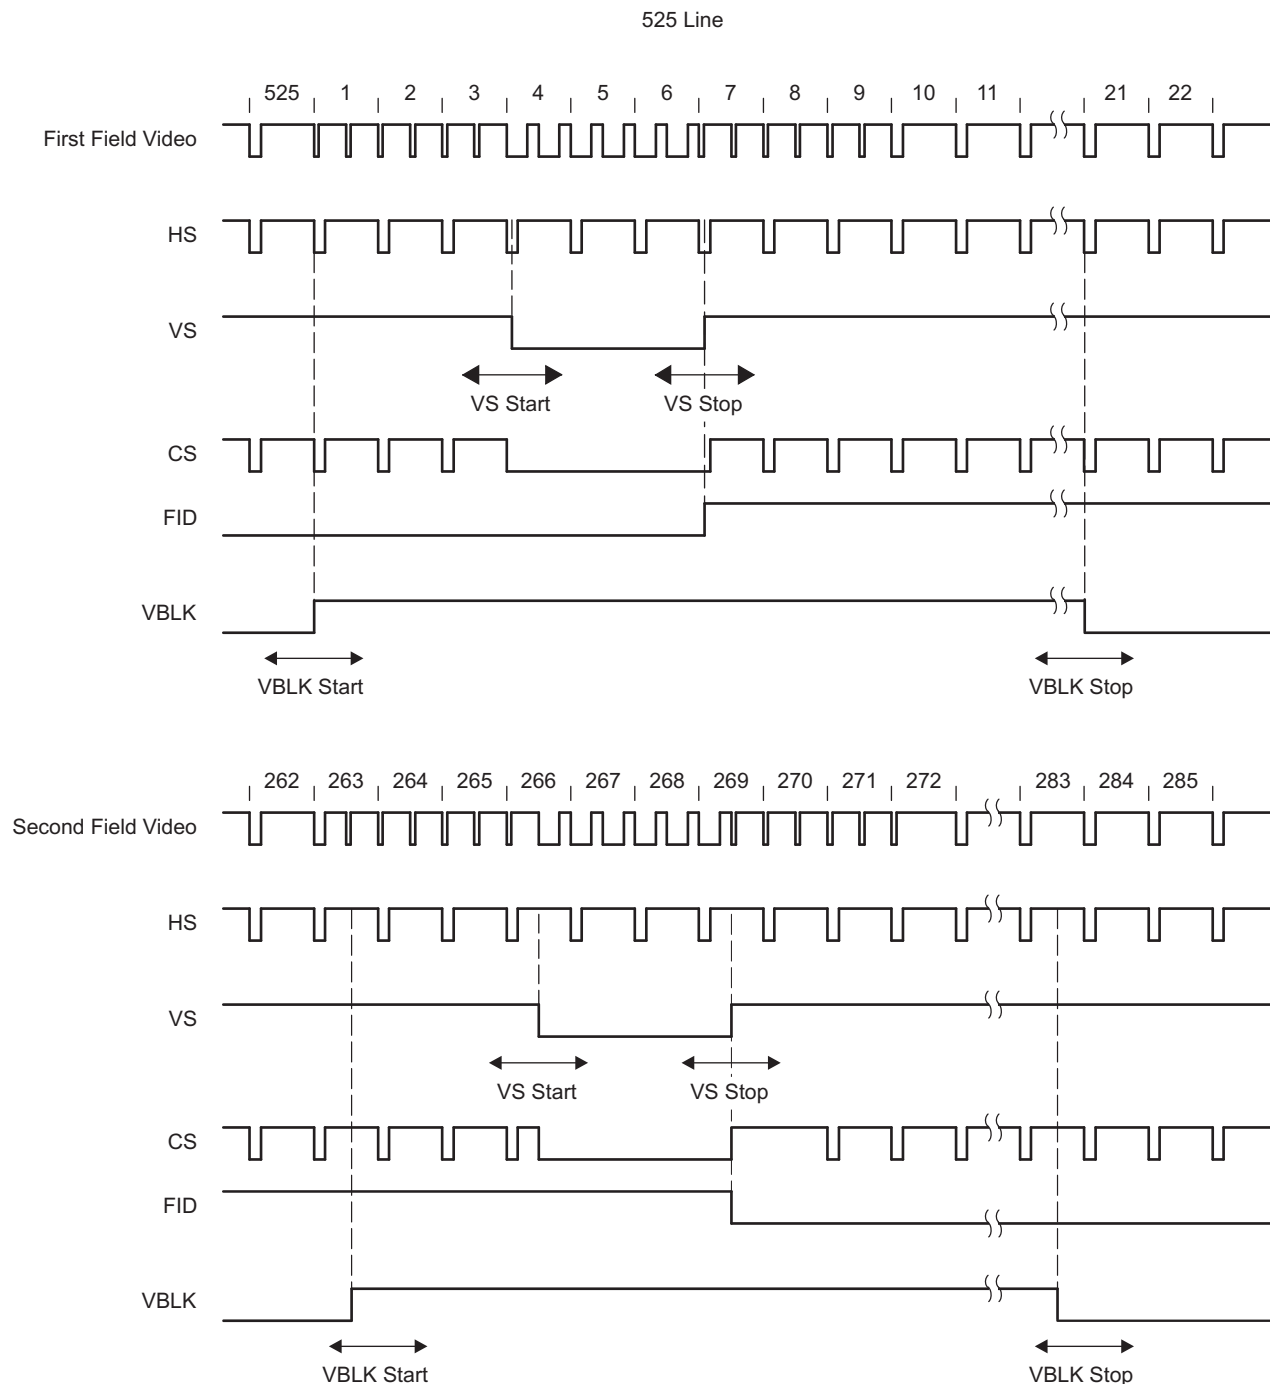 525 Line
525 1 2 3 4 5 6 7 8 9 10 11 21 22
First Field Video
HS
VS
VS Start VS Stop
CS
FID
VBLK
VBLK Start VBLK Stop
262 263 264 265 266 267 268 269 270 271 272 283 284 285
Second Field Video
HS
VS
VS Start VS Stop
CS
FID
VBLK
VBLK Start VBLK Stop